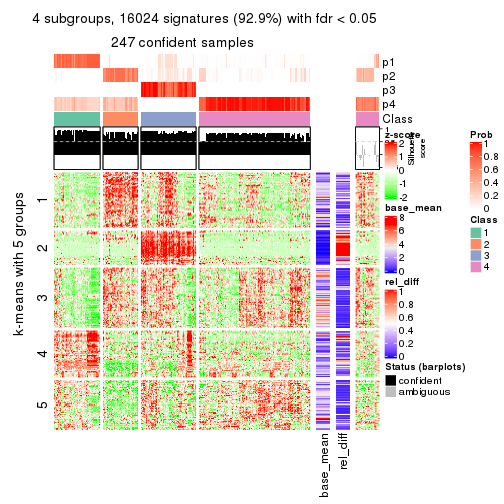 4 subgroups, 16024 signatures (92.9%) with fdr < 0.05
247 confident samples
p1
p2
p3
p4
Class
1
0
Silhouette
score
k-means with 5 groups
1
2
3
4
5
base_mean
rel_diff
z-score
2
1
0
-1
-2
base_mean
8
6
4
2
0
rel_diff
1
0.8
0.6
0.4
0.2
0
Status (barplots)
confident
ambiguous
Prob
1
0.8
0.6
0.4
0.2
0
Class
1
2
3
4